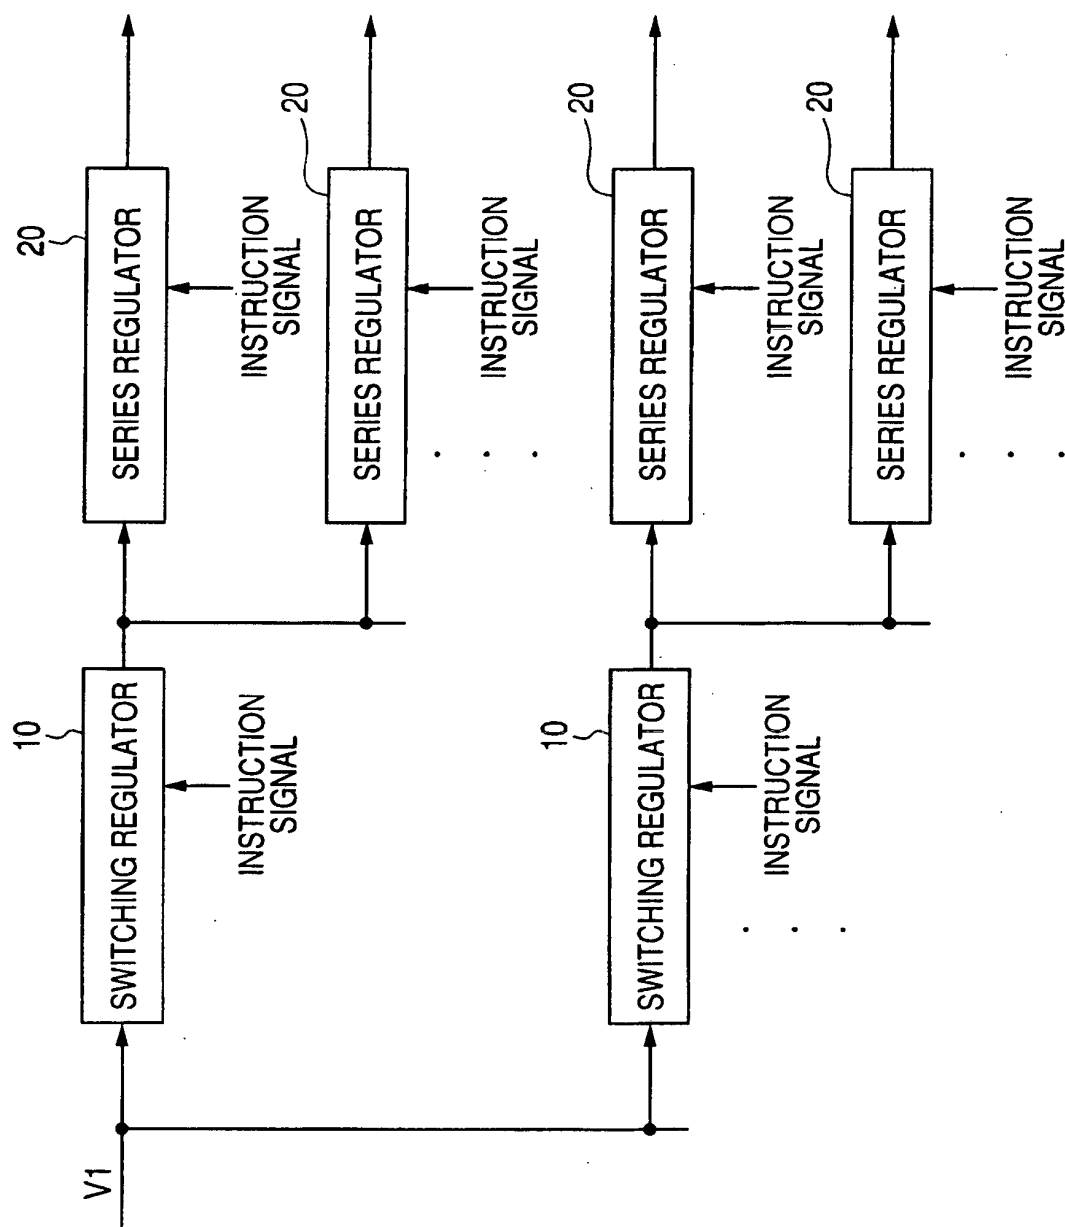 V1
10
SWITCHING REGULATOR
INSTRUCTION
SIGNAL
20
SERIES REGULATOR
INSTRUCTION
SIGNAL
20
SERIES REGULATOR
INSTRUCTION
SIGNAL
. . .
10
SWITCHING REGULATOR
INSTRUCTION
SIGNAL
. . .
20
SERIES REGULATOR
INSTRUCTION
SIGNAL
20
SERIES REGULATOR
INSTRUCTION
SIGNAL
. . .